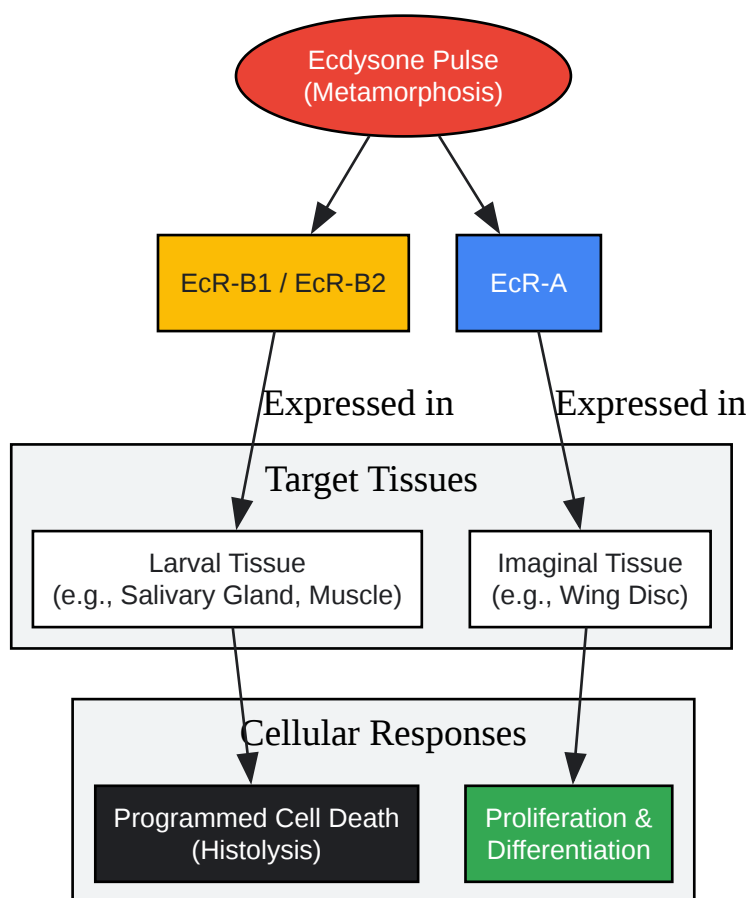 Ecdysone Pulse
(Metamorphosis)
EcR-B1 / EcR-B2
EcR-A
Expressed in
Expressed in
Target Tissues
Larval Tissue
(e.g., Salivary Gland, Muscle)
Imaginal Tissue
(e.g., Wing Disc)
Cellular Responses
Programmed Cell Death
(Histolysis)
Proliferation &
Differentiation